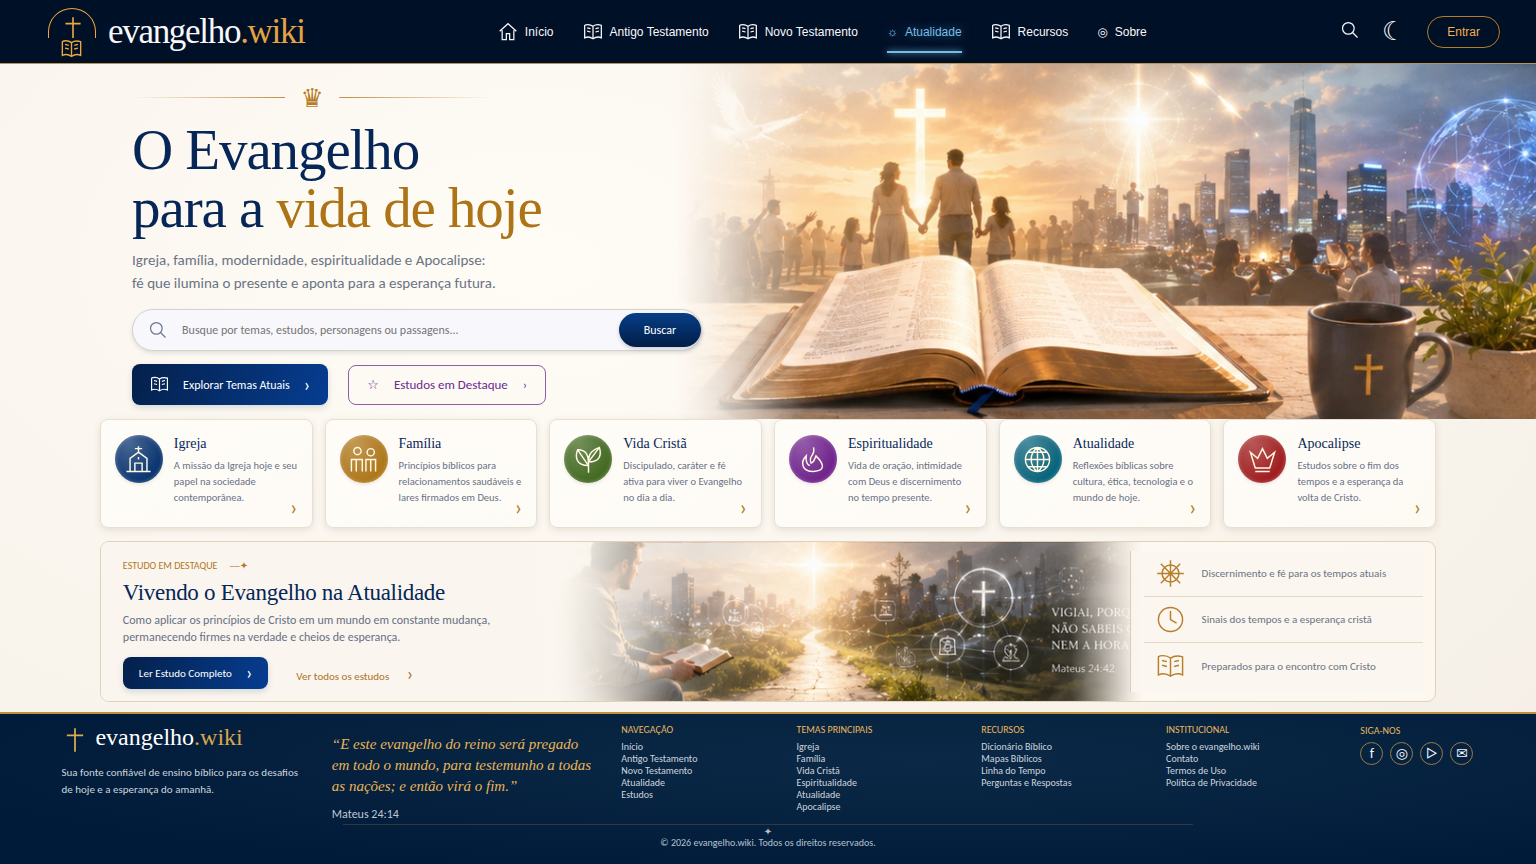 evangelho.wiki
Início
Antigo Testamento
Novo Testamento
Atualidade
Recursos
Sobre
Entrar
O Evangelho
para a vida de hoje
Igreja, família, modernidade, espiritualidade e Apocalipse:
fé que ilumina o presente e aponta para a esperança futura.
Busque por temas, estudos, personagens ou passagens...
Buscar
Explorar Temas Atuais
Estudos em Destaque
Igreja
A missão da Igreja hoje e seu
papel na sociedade
contemporânea.
Família
Princípios bíblicos para
relacionamentos saudáveis e
lares firmados em Deus.
Vida Cristã
Discipulado, caráter e fé
ativa para viver o Evangelho
no dia a dia.
Espiritualidade
Vida de oração, intimidade
com Deus e discernimento
no tempo presente.
Atualidade
Reflexões bíblicas sobre
cultura, ética, tecnologia e o
mundo de hoje.
Apocalipse
Estudos sobre o fim dos
tempos e a esperança da
volta de Cristo.
ESTUDO EM DESTAQUE
Vivendo o Evangelho na Atualidade
Como aplicar os princípios de Cristo em um mundo em constante mudança,
permanecendo firmes na verdade e cheios de esperança.
Ler Estudo Completo
Ver todos os estudos
VIGIAI, PORQ
NÃO SABEIS
NEM A HORA
Mateus 24:42
Discernimento e fé para os tempos atuais
Sinais dos tempos e a esperança cristã
Preparados para o encontro com Cristo
evangelho.wiki
Sua fonte confiável de ensino bíblico para os desafios
de hoje e a esperança do amanhã.
“E este evangelho do reino será pregado
em todo o mundo, para testemunho a todas
as nações; e então virá o fim.”
Mateus 24:14
NAVEGAÇÃO
Início
Antigo Testamento
Novo Testamento
Atualidade
Estudos
TEMAS PRINCIPAIS
Igreja
Família
Vida Cristã
Espiritualidade
Atualidade
Apocalipse
RECURSOS
Dicionário Bíblico
Mapas Bíblicos
Linha do Tempo
Perguntas e Respostas
INSTITUCIONAL
Sobre o evangelho.wiki
Contato
Termos de Uso
Política de Privacidade
SIGA-NOS
© 2026 evangelho.wiki. Todos os direitos reservados.